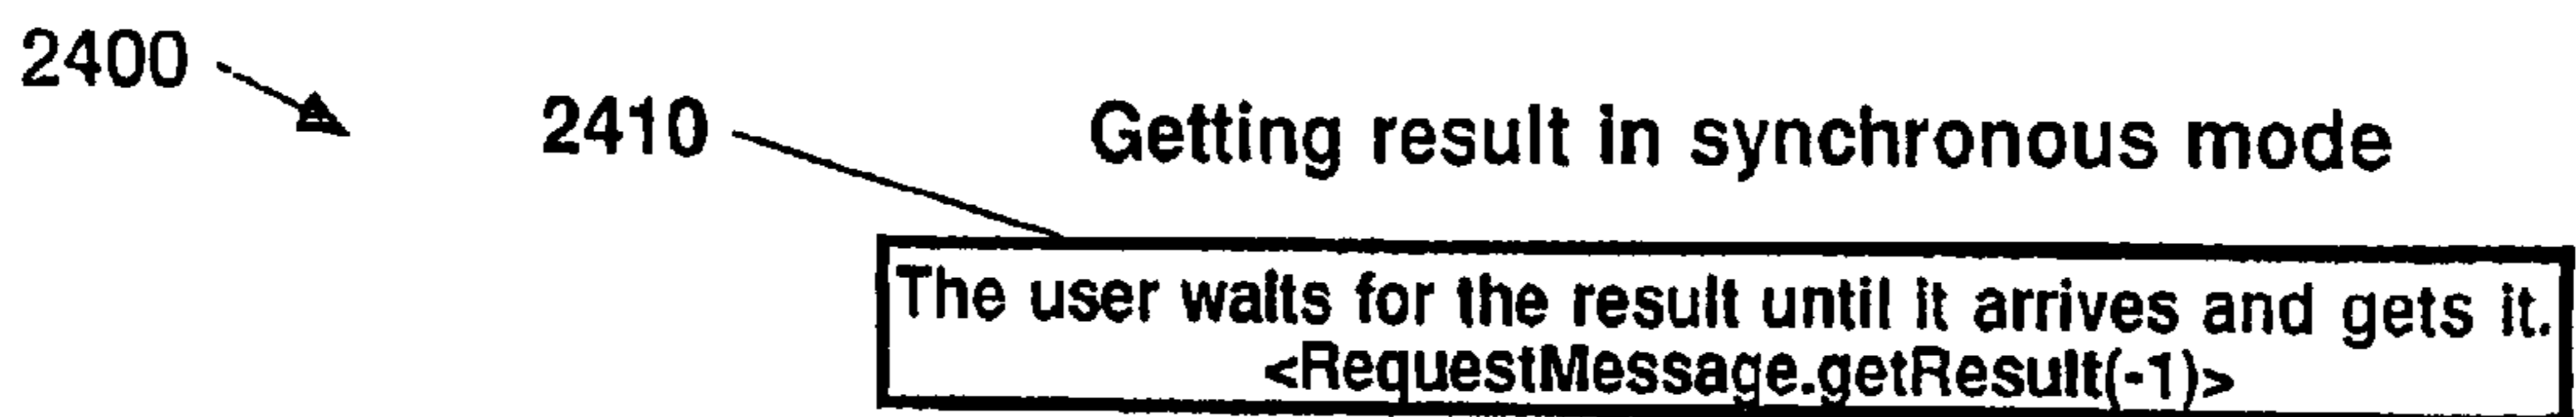 2400
2410
Getting result in synchronous mode
The user waits for the result until it arrives and gets it.
<RequestMessage.getResult(-1)>